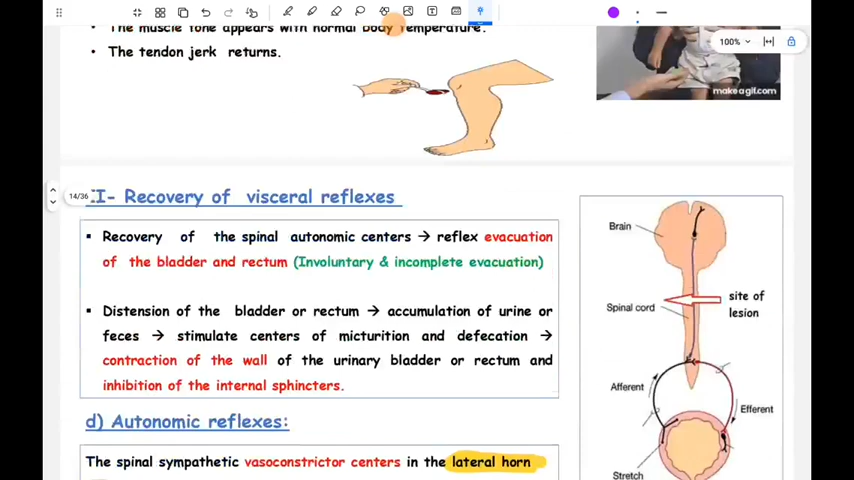 • The muscle tone appears with normal body temperature.
• The tendon jerk returns.
100%
makeagif.com
14/36
II- Recovery of visceral reflexes
▪ Recovery of the spinal autonomic centers → reflex evacuation
of the bladder and rectum (Involuntary & incomplete evacuation)
▪ Distension of the bladder or rectum → accumulation of urine or
feces → stimulate centers of micturition and defecation →
contraction of the wall of the urinary bladder or rectum and
inhibition of the internal sphincters.
Brain
site of
lesion
Spinal cord
Afferent
Efferent
Stretch
d) Autonomic reflexes:
The spinal sympathetic vasoconstrictor centers in the lateral horn